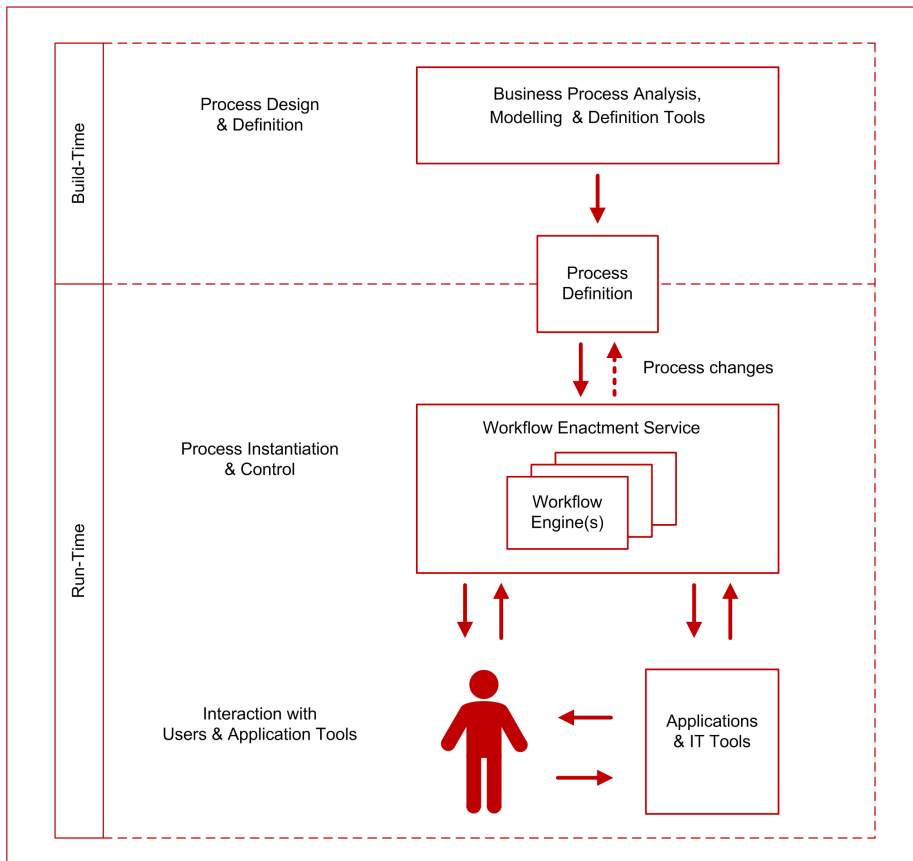 Build-Time
Process Design
& Definition
Business Process Analysis,
Modelling & Definition Tools
Process
Definition
Process changes
Run-Time
Process Instantiation
& Control
Workflow Enactment Service
Workflow
Engine(s)
Interaction with
Users & Application Tools
Applications
& IT Tools